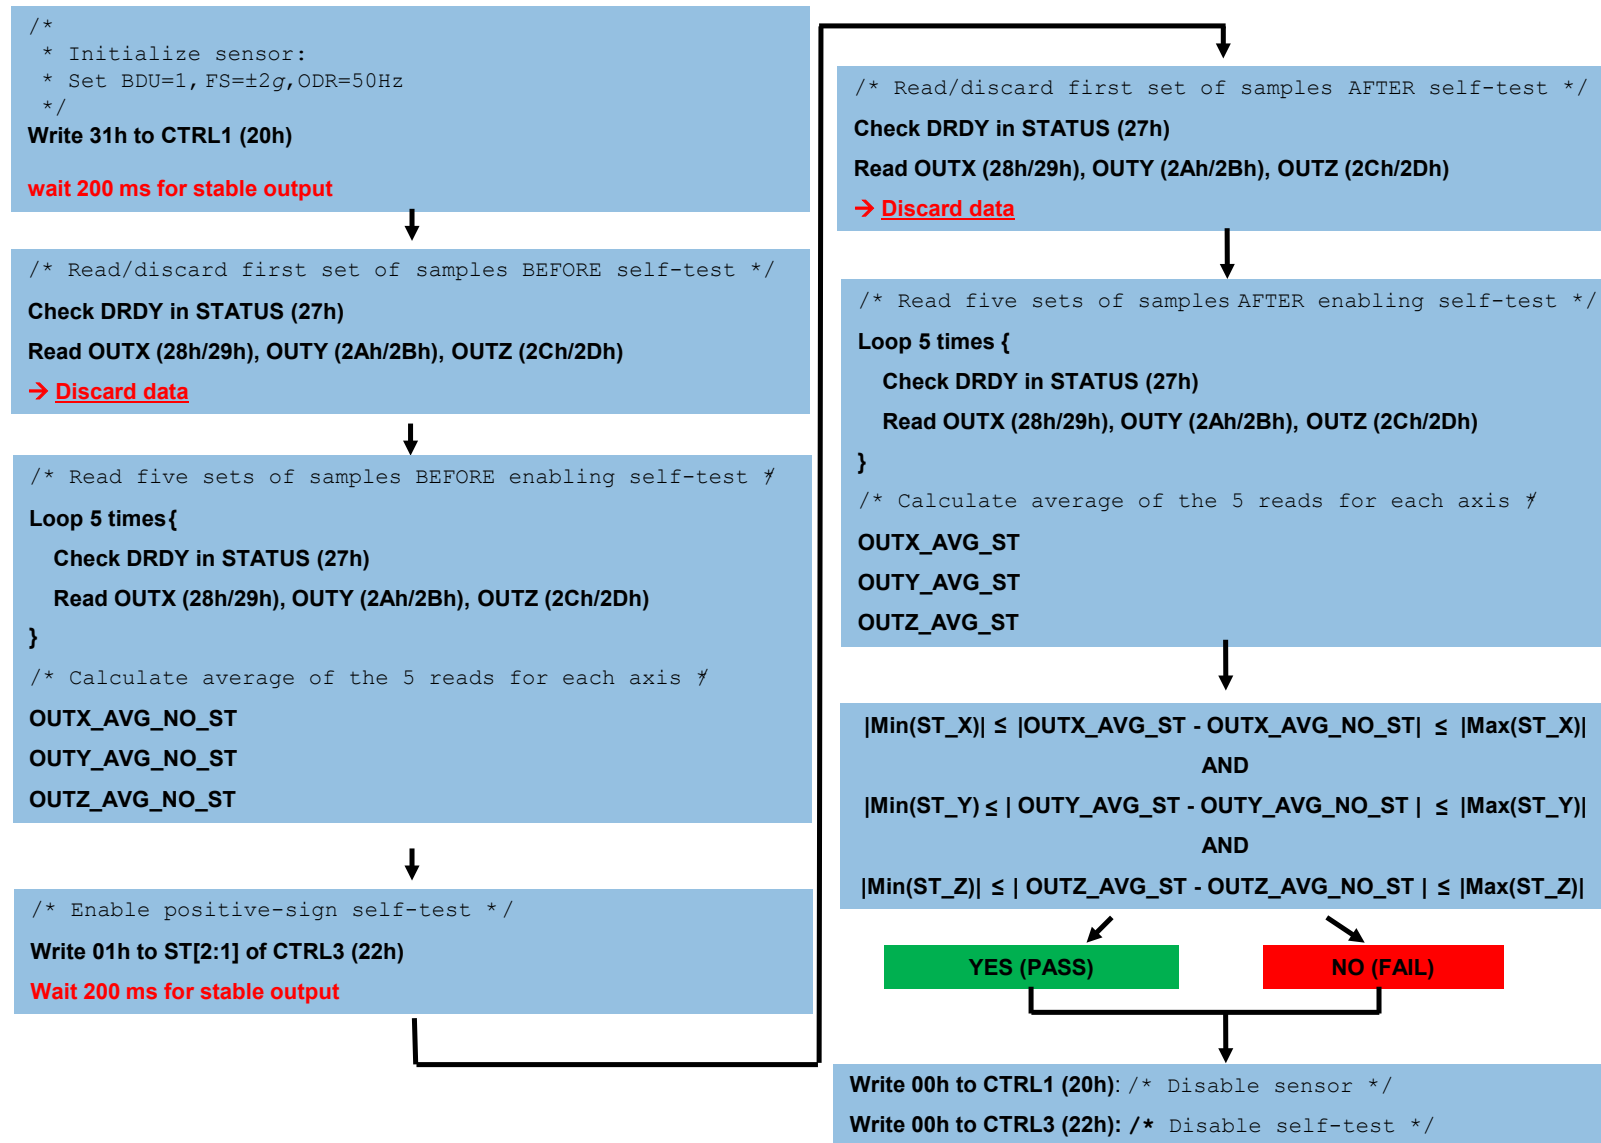 /*
 * Initialize sensor:
 * Set BDU=1, FS=±2g,ODR=50Hz
 */
Write 31h to CTRL1 (20h)
wait 200 ms for stable output
/* Read/discard first set of samples BEFORE self-test */
Check DRDY in STATUS (27h)
Read OUTX (28h/29h), OUTY (2Ah/2Bh), OUTZ (2Ch/2Dh)
→ Discard data
/* Read five sets of samples BEFORE enabling self-test */
Loop 5 times{
Check DRDY in STATUS (27h)
Read OUTX (28h/29h), OUTY (2Ah/2Bh), OUTZ (2Ch/2Dh)
}
/* Calculate average of the 5 reads for each axis */
OUTX_AVG_NO_ST
OUTY_AVG_NO_ST
OUTZ_AVG_NO_ST
/* Enable positive-sign self-test */
Write 01h to ST[2:1] of CTRL3 (22h)
Wait 200 ms for stable output
/* Read/discard first set of samples AFTER self-test */
Check DRDY in STATUS (27h)
Read OUTX (28h/29h), OUTY (2Ah/2Bh), OUTZ (2Ch/2Dh)
→ Discard data
/* Read five sets of samples AFTER enabling self-test */
Loop 5 times {
Check DRDY in STATUS (27h)
Read OUTX (28h/29h), OUTY (2Ah/2Bh), OUTZ (2Ch/2Dh)
}
/* Calculate average of the 5 reads for each axis */
OUTX_AVG_ST
OUTY_AVG_ST
OUTZ_AVG_ST
|Min(ST_X)| ≤ |OUTX_AVG_ST - OUTX_AVG_NO_ST| ≤ |Max(ST_X)|
AND
|Min(ST_Y) ≤ | OUTY_AVG_ST - OUTY_AVG_NO_ST | ≤ |Max(ST_Y)|
AND
|Min(ST_Z)| ≤ | OUTZ_AVG_ST - OUTZ_AVG_NO_ST | ≤ |Max(ST_Z)|
YES (PASS)
NO (FAIL)
Write 00h to CTRL1 (20h): /* Disable sensor */
Write 00h to CTRL3 (22h): /* Disable self-test */